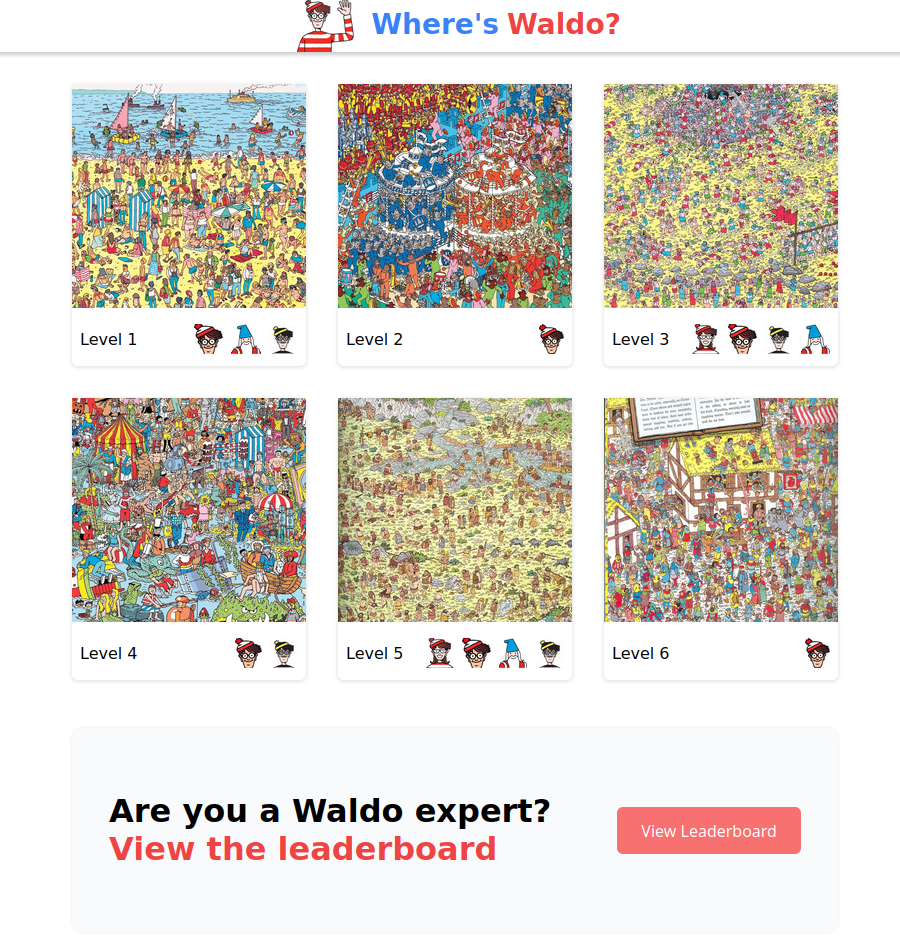 Where's Waldo?
Level 1
Level 2
Level 3
Level 4
Level 5
Level 6
Are you a Waldo expert?
View the leaderboard
View Leaderboard